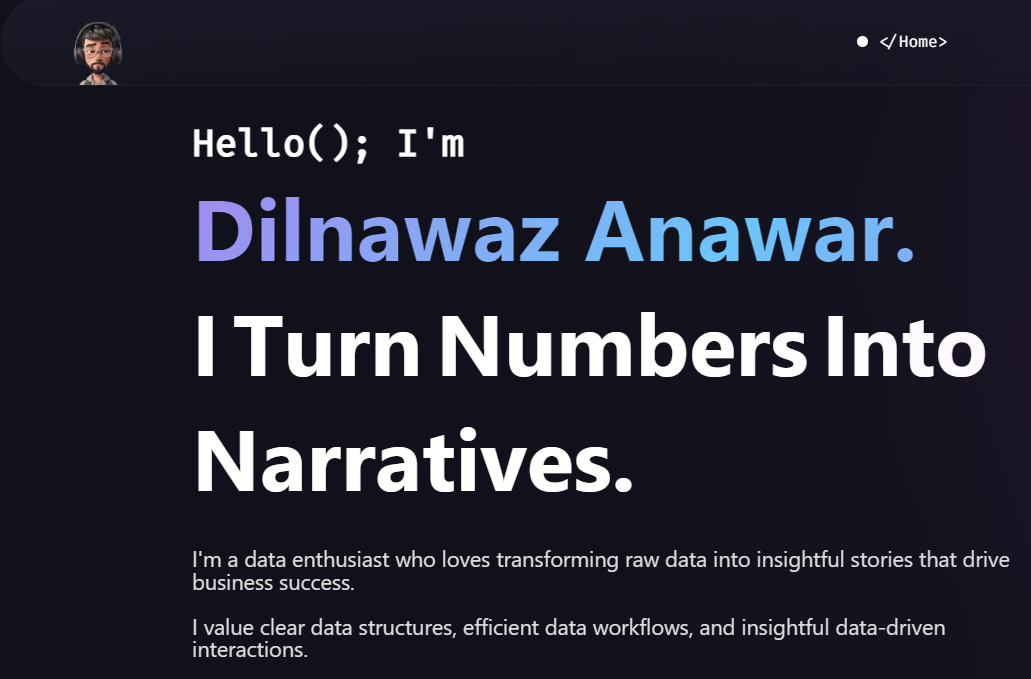 </Home>
Hello(); I'm
Dilnawaz Anawar.
I Turn Numbers Into
Narratives.
I'm a data enthusiast who loves transforming raw data into insightful stories that drive
business success.
I value clear data structures, efficient data workflows, and insightful data-driven
interactions.